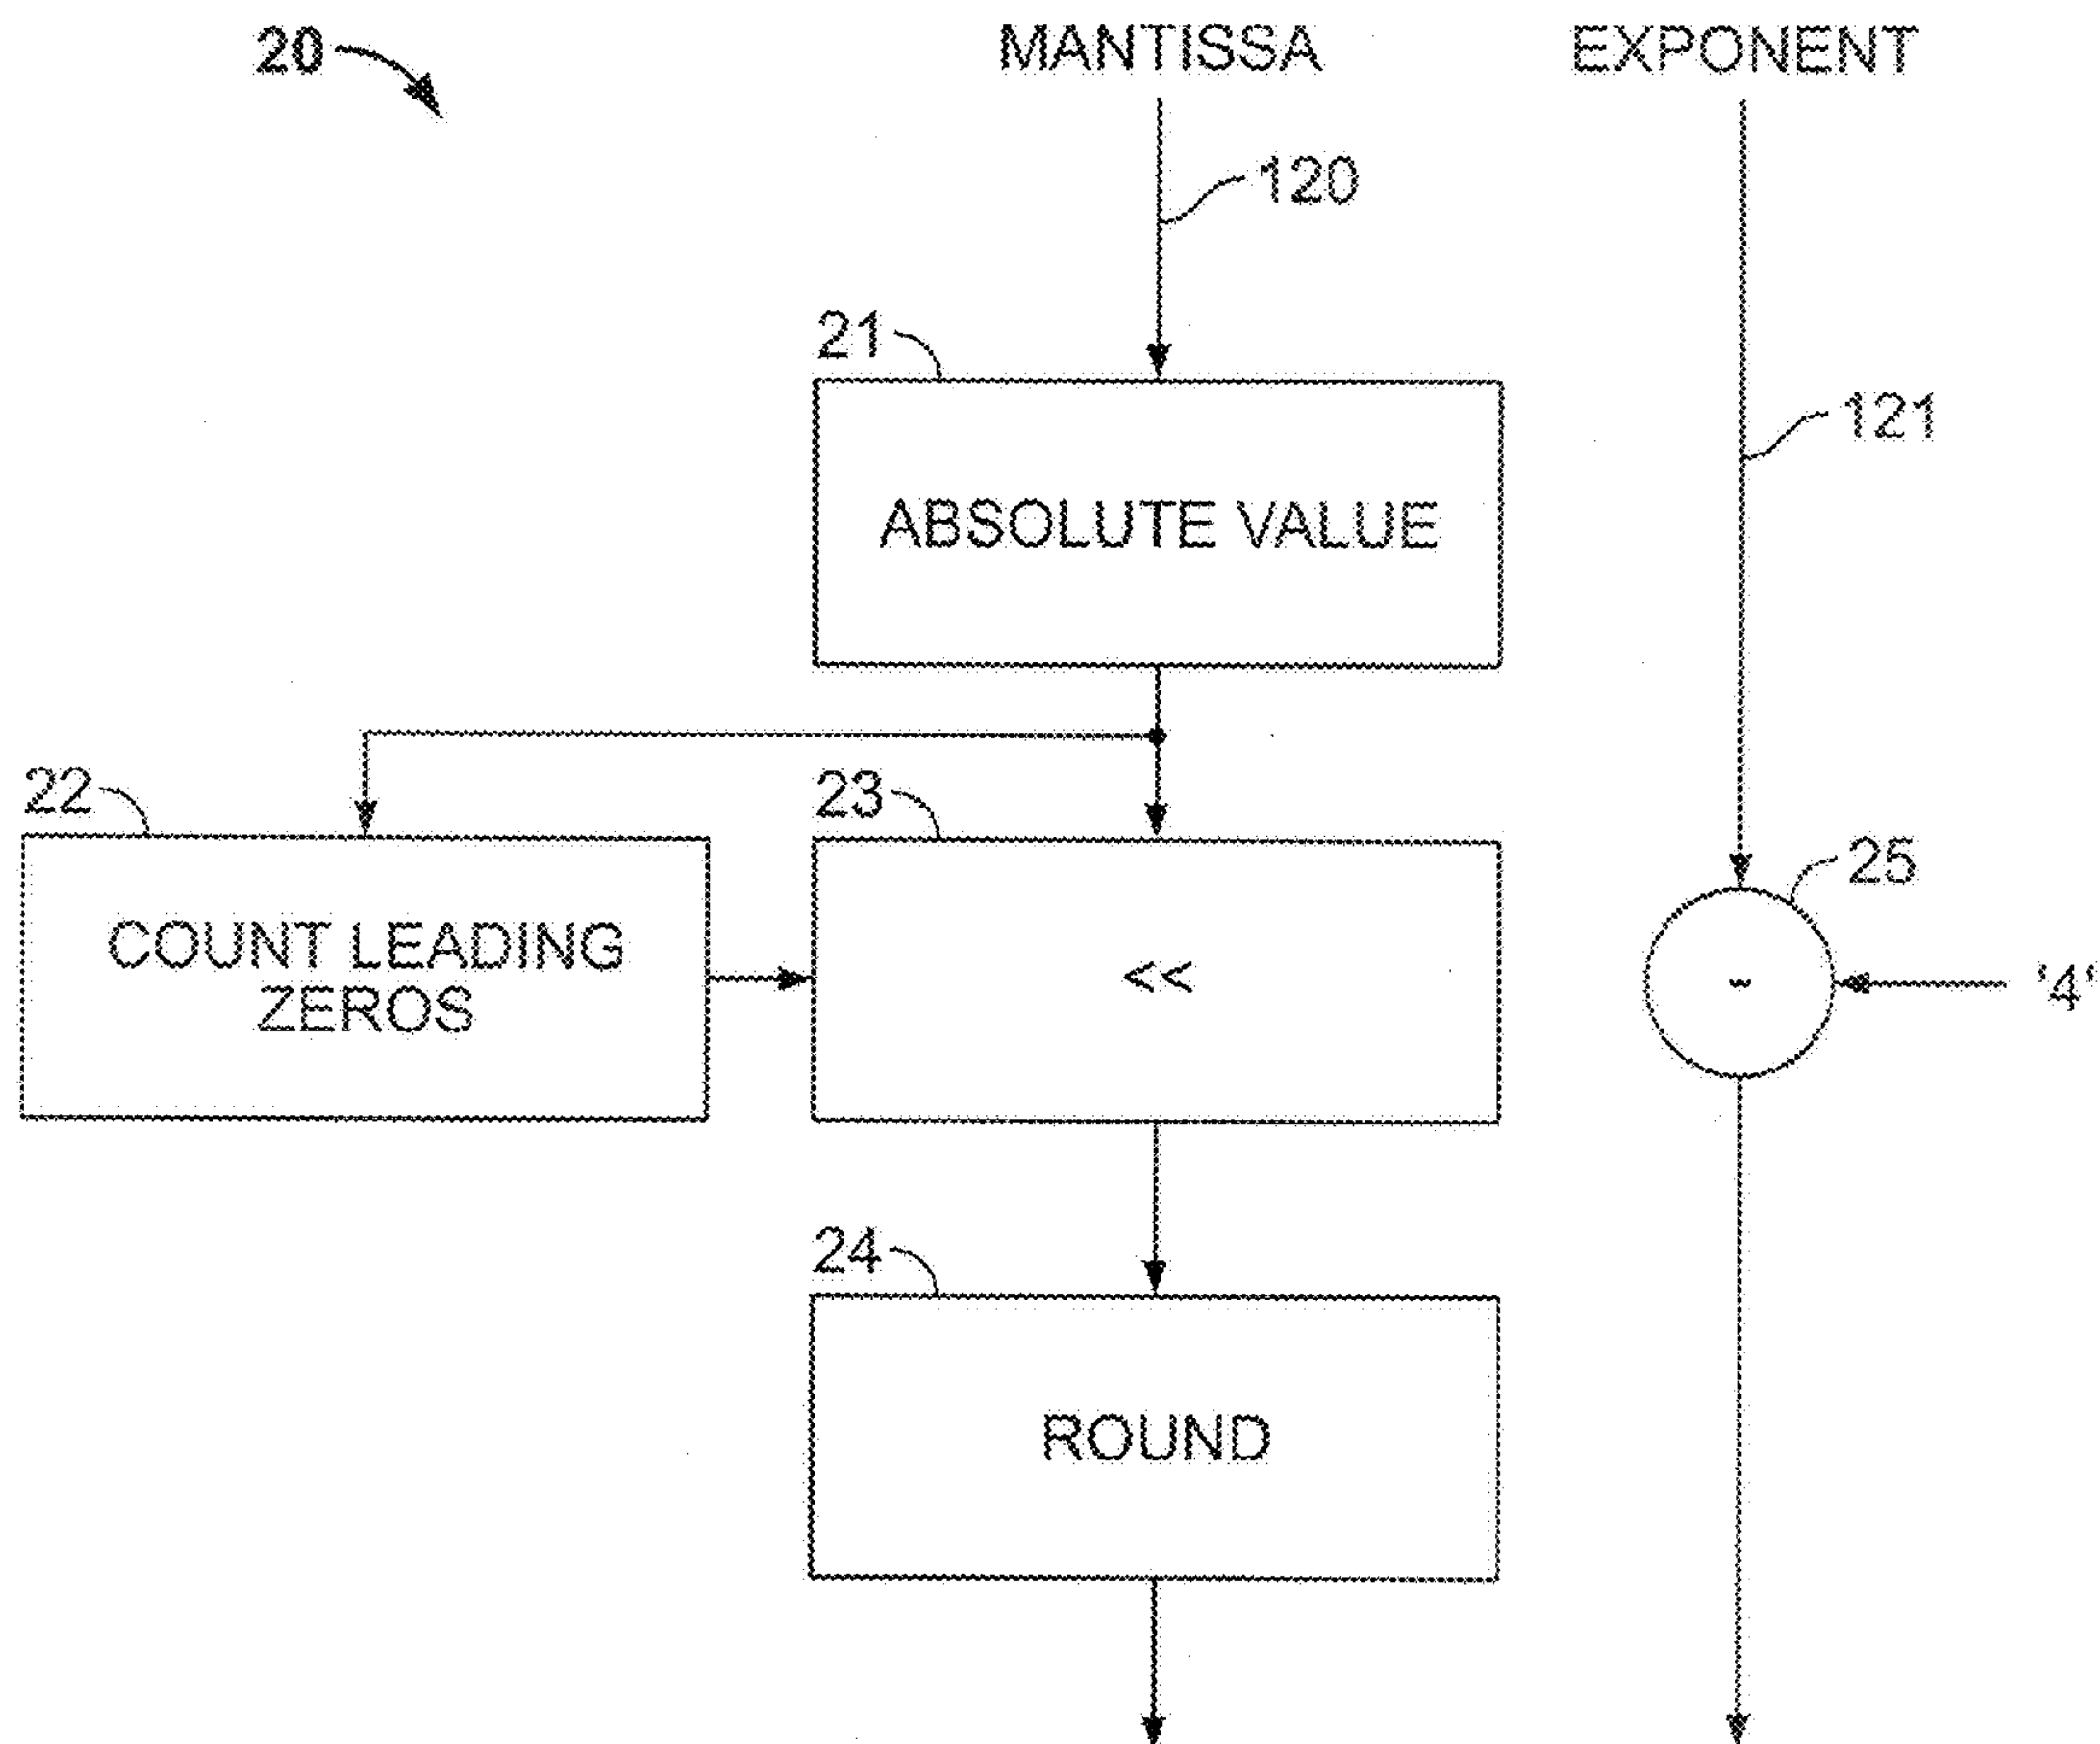 20
MANTISSA
EXPONENT
120
21
121
ABSOLUTE VALUE
22
23
25
COUNT LEADING
ZEROS
<<
-
'4'
24
ROUND